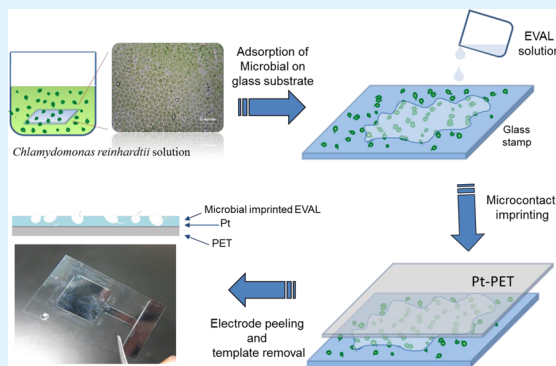 EVAL
solution
Adsorption of
Microbial on
glass substrate
Chlamydomonas reinhardtii solution
Glass
stamp
Microcontact
imprinting
Microbial imprinted EVAL
Pt
PET
Pt-PET
Electrode peeling
and
template removal